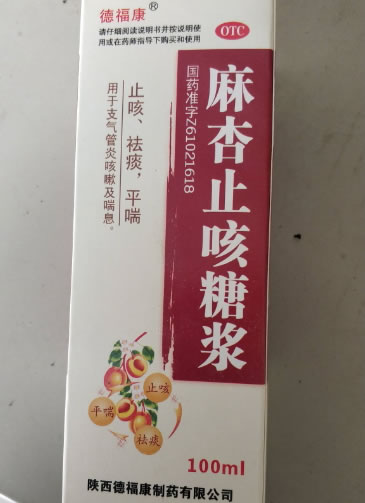 德福康®
请仔细阅读说明书并按说明使
用或在药师指导下购买和使用
OTC
麻杏止咳糖浆
国药准字Z61021618
止咳、祛痰,平喘
用于支气管炎咳嗽及喘息。
止咳
平喘
祛痰
100ml
陕西德福康制药有限公司